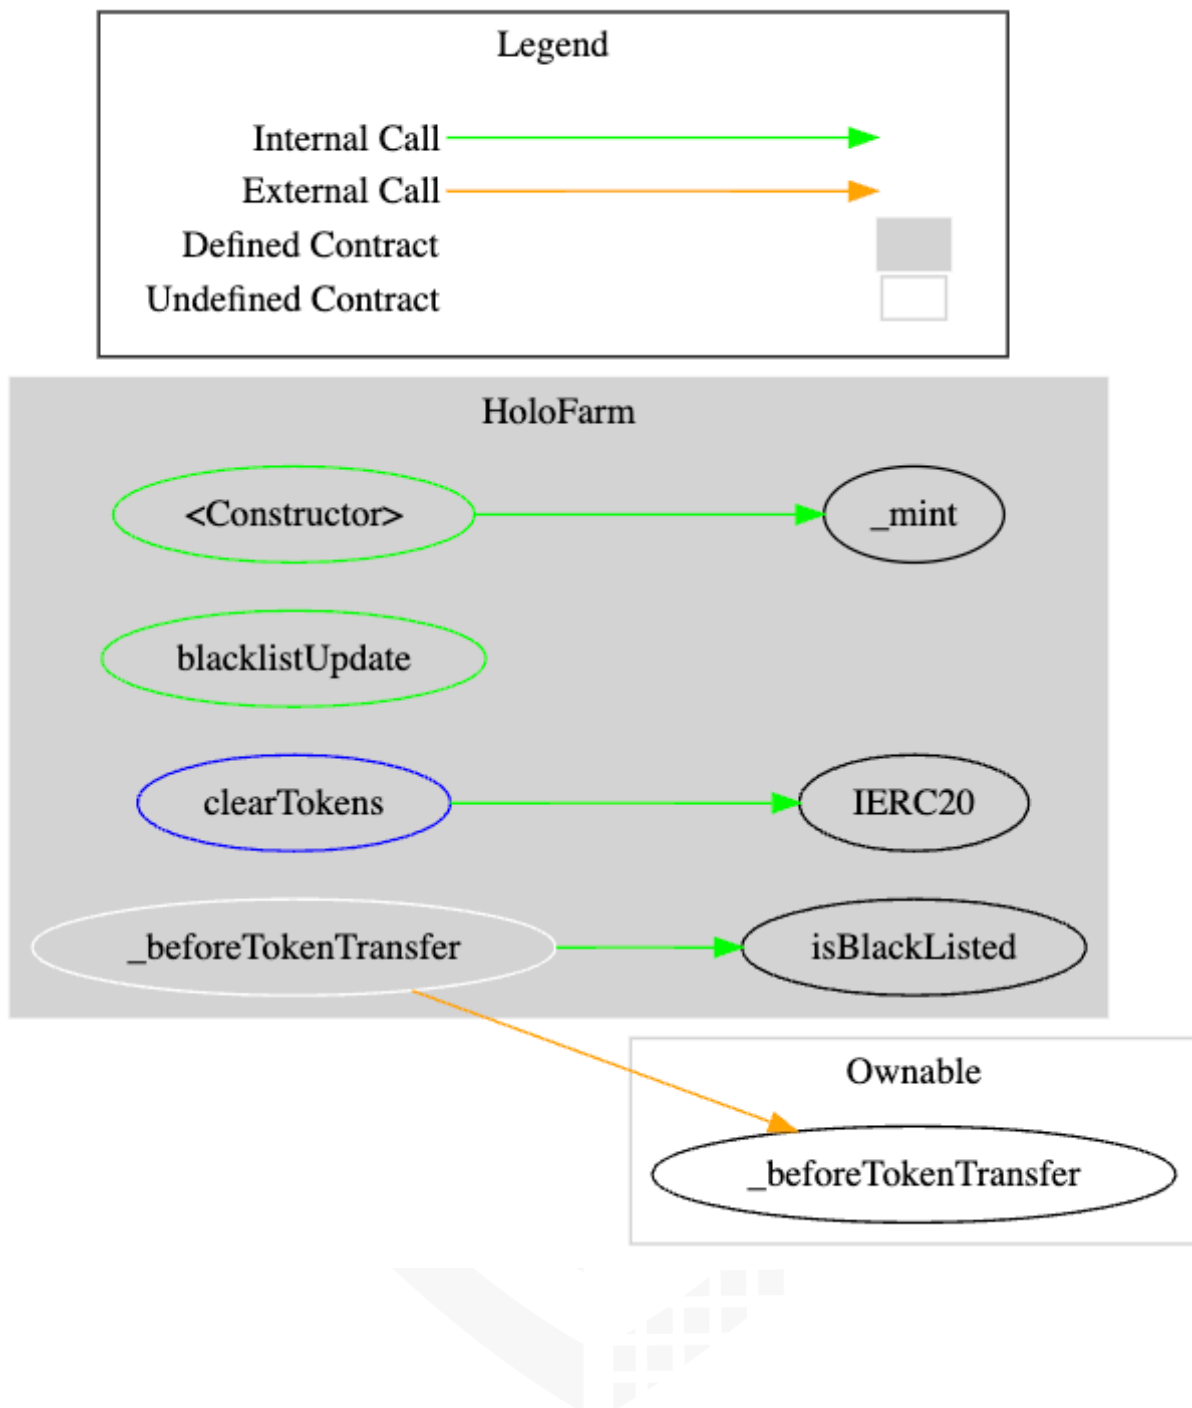 Legend
Internal Call
External Call
Defined Contract
Undefined Contract
HoloFarm
<Constructor>
_mint
blacklistUpdate
clearTokens
IERC20
_beforeTokenTransfer
isBlackListed
Ownable
_beforeTokenTransfer